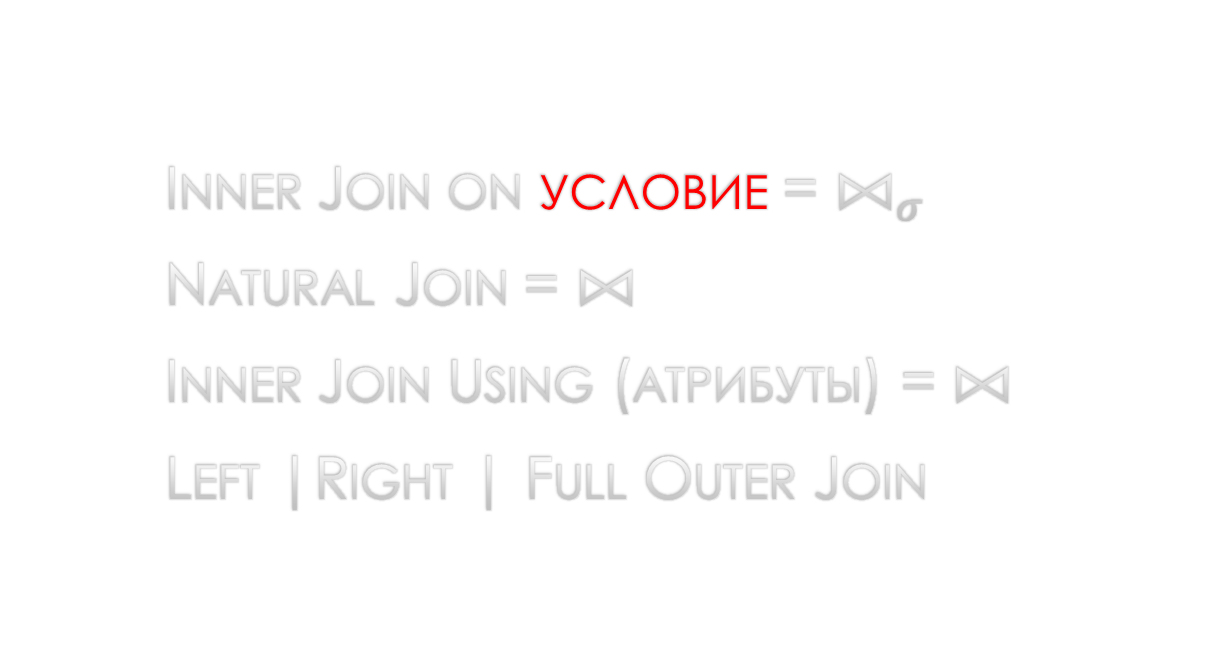 Inner Join on условие = ⋈σ
Natural Join = ⋈
Inner Join Using (атрибуты) = ⋈
Left | Right | Full Outer Join